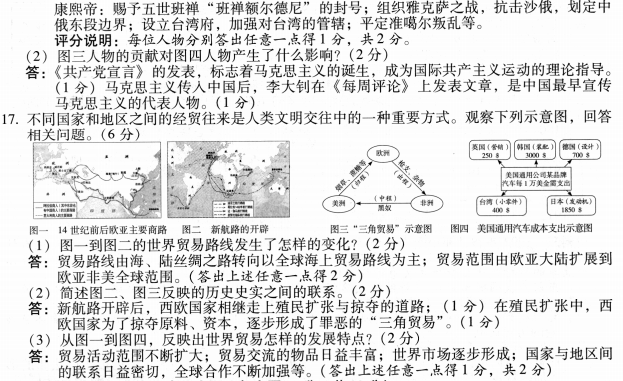 康熙帝：赐予五世班禅“班禅额尔德尼”的封号；组织雅克萨之战，抗击沙俄，划定中
俄东段边界；设立台湾府，加强对台湾的管辖；平定准噶尔叛乱等。
评分说明：每位人物分别答出任意一点得1分，共2分。
（2）图三人物的贡献对图四人物产生了什么影响？（2分）
答：《共产党宣言》的发表，标志着马克思主义的诞生，成为国际共产主义运动的理论指导。
（1分）马克思主义传入中国后，李大钊在《每周评论》上发表文章，是中国最早宣传
马克思主义的代表人物。（1分）
17. 不同国家和地区之间的经贸往来是人类文明交往中的一种重要方式。观察下列示意图，回答
相关问题。（6分）
欧洲
美洲
非洲
（中程）
黑奴
英国（营销）
250 $
韩国（装配）
3000 $
德国（设计）
700 $
美国通用公司某品牌
汽车每1万美金需支出
台湾（小零件）
400 $
日本（发动机）
1850 $
图一 14世纪前后欧亚主要商路 图二 新航路的开辟 图三“三角贸易”示意图 图四 美国通用汽车成本支出示意图
（1）图一到图二的世界贸易路线发生了怎样的变化？（2分）
答：贸易路线由海、陆丝绸之路转向以全球海上贸易路线为主；贸易范围由欧亚大陆扩展到
欧亚非美全球范围。（答出上述任意一点得2分）
（2）简述图二、图三反映的历史史实之间的联系。（2分）
答：新航路开辟后，西欧国家相继走上殖民扩张与掠夺的道路；（1分）在殖民扩张中，西
欧国家为了掠夺原料、资本，逐步形成了罪恶的“三角贸易”。（1分）
（3）从图一到图四，反映出世界贸易怎样的发展特点？（2分）
答：贸易活动范围不断扩大；贸易交流的物品日益丰富；世界市场逐步形成；国家与地区间
的联系日益密切，全球合作不断加强等。（答出上述任意一点得1分，共2分）